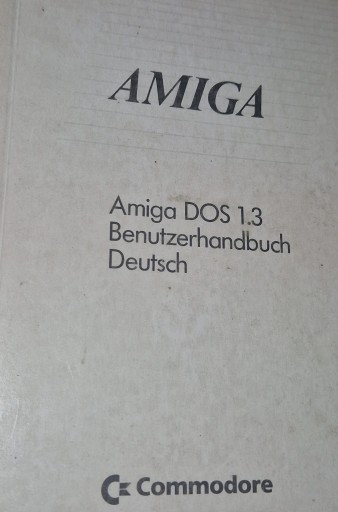 AMIGA
Amiga DOS 1.3
Benutzerhandbuch
Deutsch
Commodore